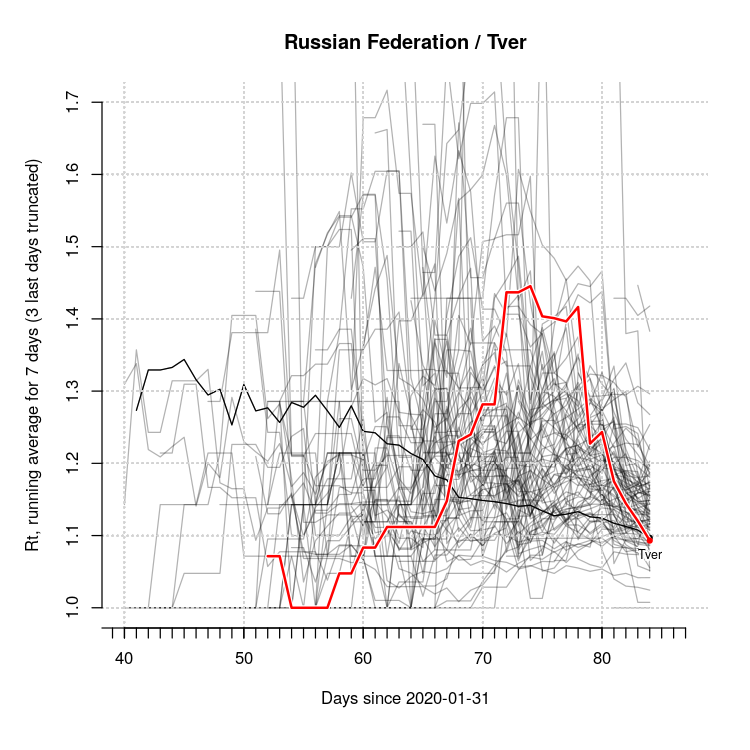 Russian Federation / Tver
Rt, running average for 7 days (3 last days truncated)
1.7
1.6
1.5
1.4
1.3
1.2
1.1
1.0
Tver
40 50 60 70 80
Days since 2020-01-31